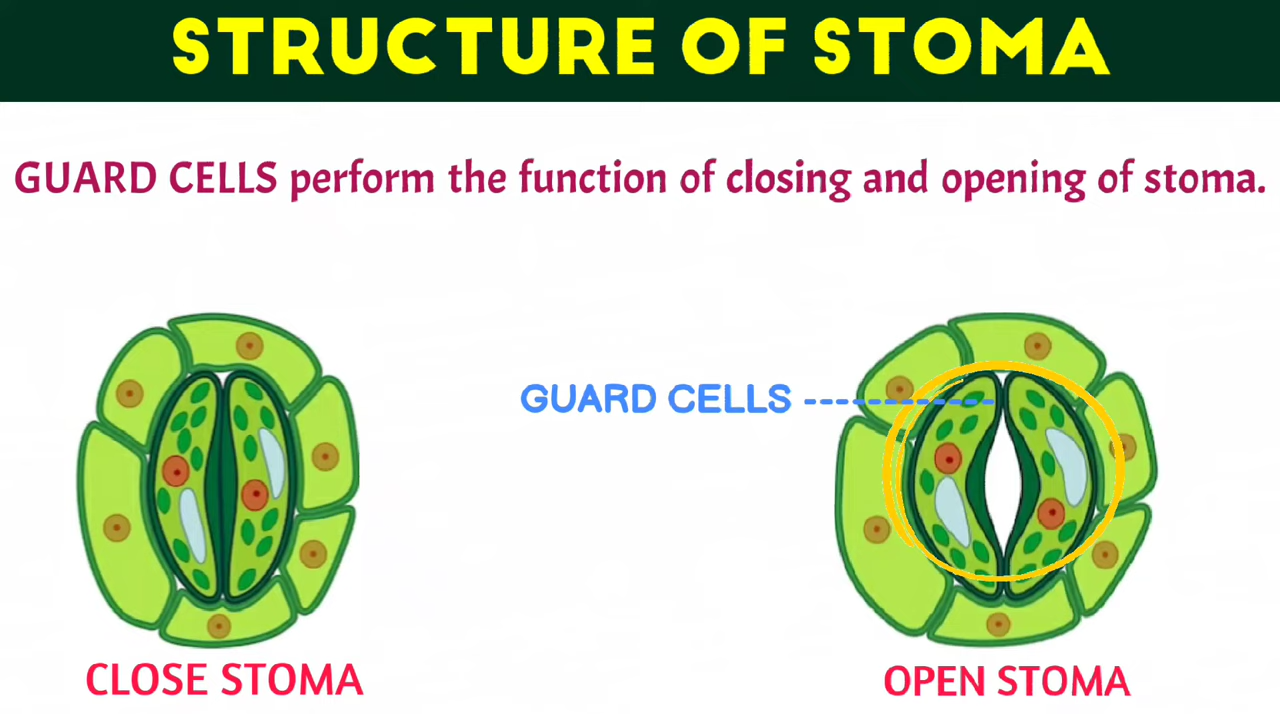 STRUCTURE OF STOMA
GUARD CELLS perform the function of closing and opening of stoma.
GUARD CELLS
CLOSE STOMA
OPEN STOMA